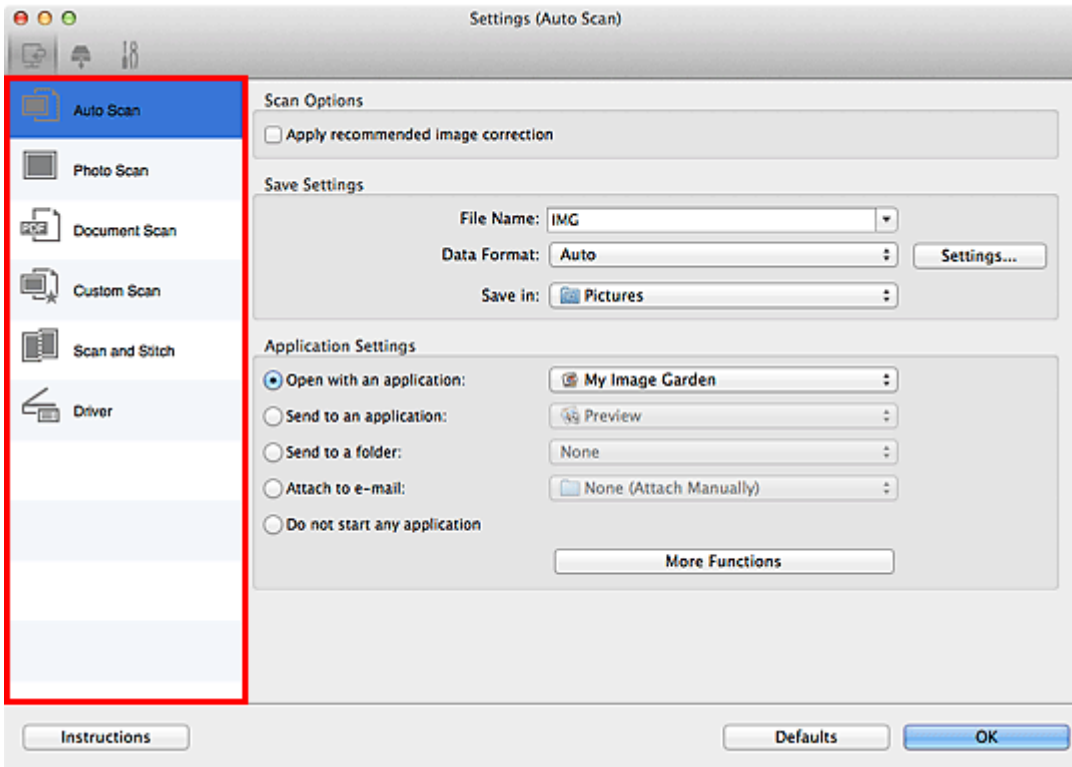 Settings (Auto Scan)
Auto Scan
Photo Scan
PDF
Document Scan
Custom Scan
Scan and Stitch
Driver
Scan Options
Apply recommended image correction
Save Settings
File Name: IMG
Data Format: Auto Settings...
Save in: Pictures
Application Settings
Open with an application: My Image Garden
Send to an application: Preview
Send to a folder: None
Attach to e-mail: None (Attach Manually)
Do not start any application
More Functions
Instructions Defaults OK